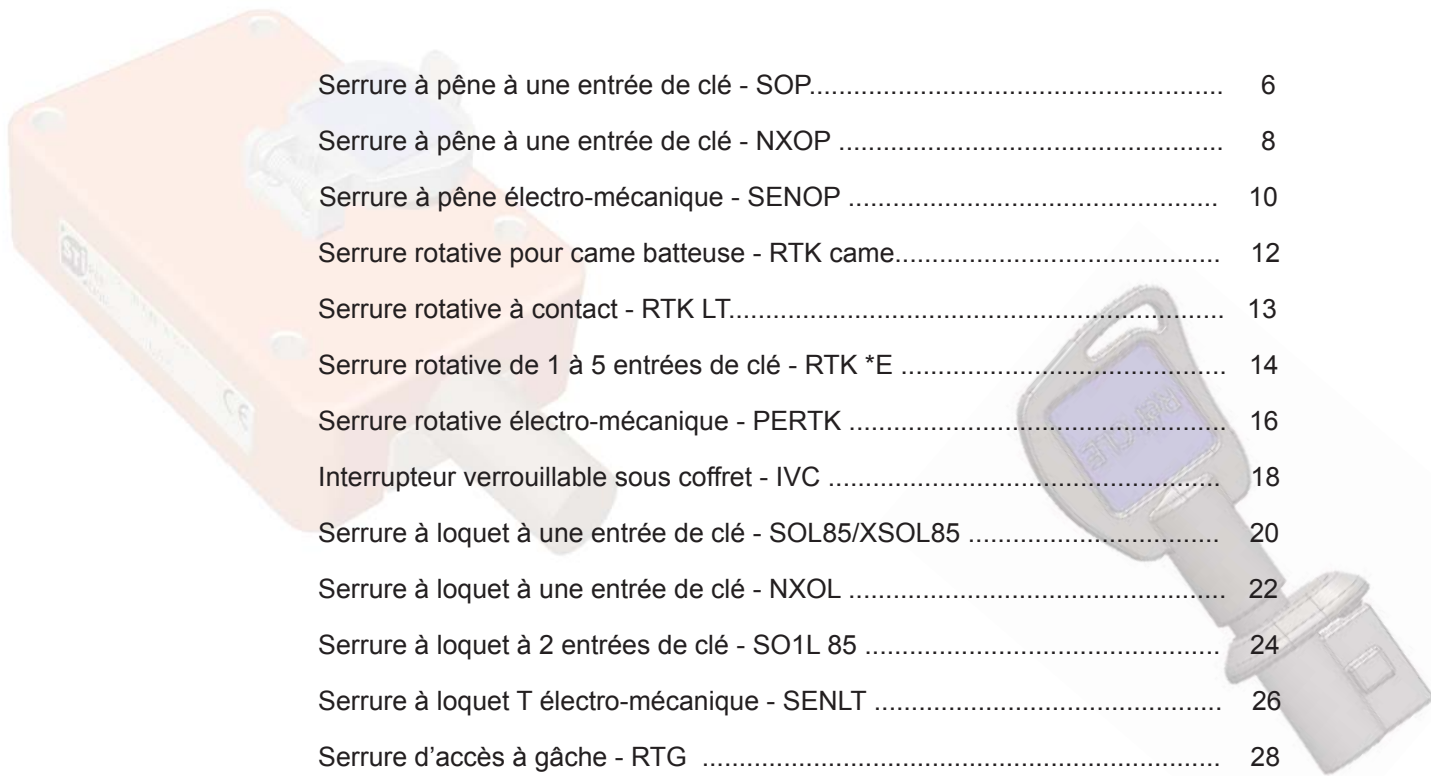 Serrure à pêne à une entrée de clé - SOP.......................................................... 6
Serrure à pêne à une entrée de clé - NXOP ...................................................... 8
Serrure à pêne électro-mécanique - SENOP .................................................... 10
Serrure rotative pour came batteuse - RTK came.............................................. 12
Serrure rotative à contact - RTK LT..................................................................... 13
Serrure rotative de 1 à 5 entrées de clé - RTK *E .............................................. 14
Serrure rotative électro-mécanique - PERTK ..................................................... 16
Interrupteur verrouillable sous coffret - IVC ........................................................ 18
Serrure à loquet à une entrée de clé - SOL85/XSOL85 ................................... 20
Serrure à loquet à une entrée de clé - NXOL ..................................................... 22
Serrure à loquet à 2 entrées de clé - SO1L 85 .................................................. 24
Serrure à loquet T électro-mécanique - SENLT ................................................. 26
Serrure d’accès à gâche - RTG ......................................................................... 28
STI
CE